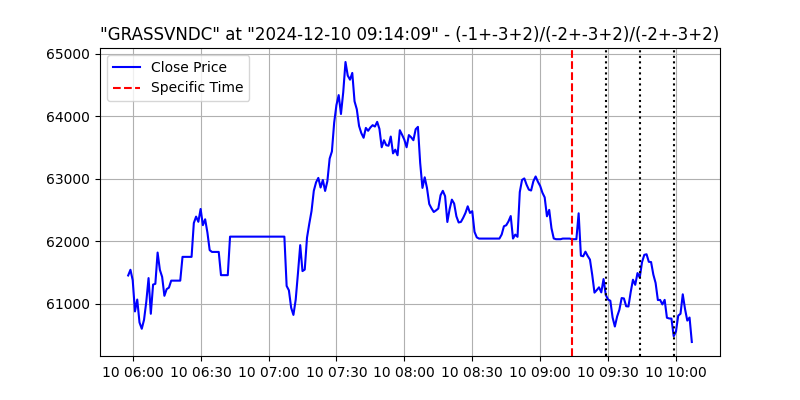 "GRASSVNDC" at "2024-12-10 09:14:09" - (-1+-3+2)/(-2+-3+2)/(-2+-3+2)
65000
64000
63000
62000
61000
Close Price
Specific Time
10 06:00 10 06:30 10 07:00 10 07:30 10 08:00 10 08:30 10 09:00 10 09:30 10 10:00